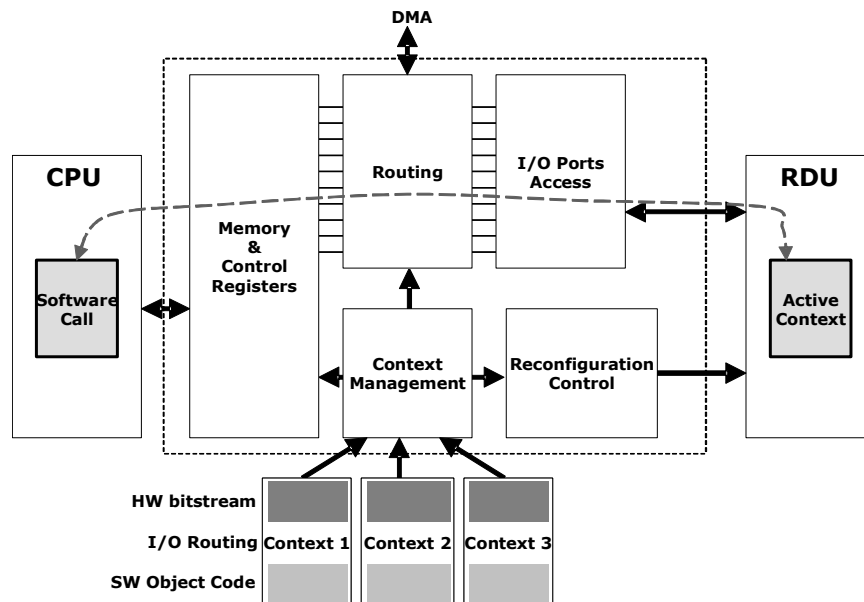 DMA
CPU
Routing
I/O Ports
Access
RDU
Memory
&
Control
Registers
Software
Call
Active
Context
Context
Management
Reconfiguration
Control
HW bitstream
I/O Routing
Context 1
Context 2
Context 3
SW Object Code